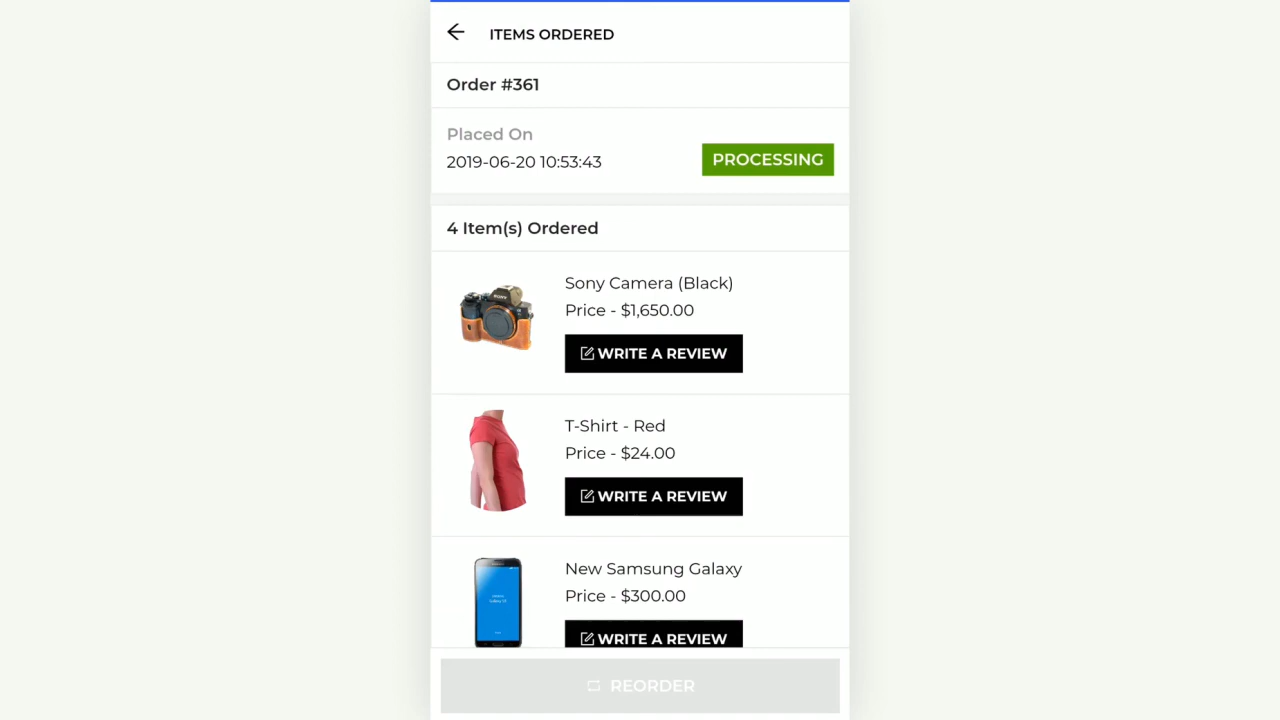 ITEMS ORDERED
Order #361
Placed On
2019-06-20 10:53:43
PROCESSING
4 Item(s) Ordered
SONY
Sony Camera (Black)
Price - $1,650.00
WRITE A REVIEW
T-Shirt - Red
Price - $24.00
WRITE A REVIEW
New Samsung Galaxy
Price - $300.00
WRITE A REVIEW
REORDER